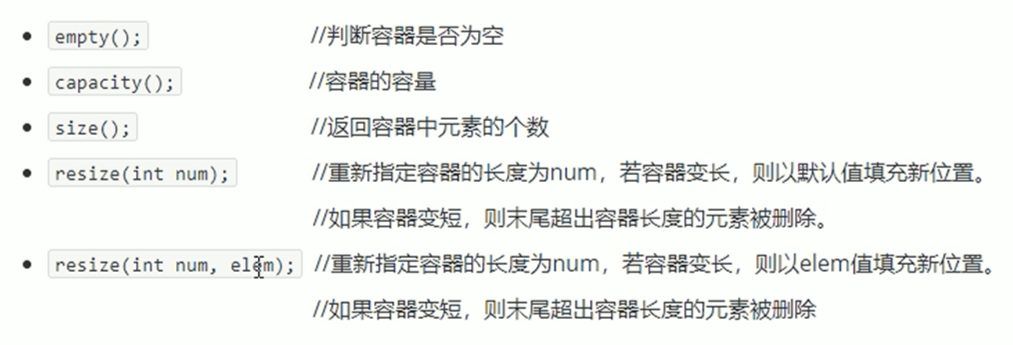 empty(); //判断容器是否为空
capacity(); //容器的容量
size(); //返回容器中元素的个数
resize(int num); //重新指定容器的长度为num，若容器变长，则以默认值填充新位置。
//如果容器变短，则末尾超出容器长度的元素被删除。
resize(int num, elem); //重新指定容器的长度为num，若容器变长，则以elem值填充新位置。
//如果容器变短，则末尾超出容器长度的元素被删除